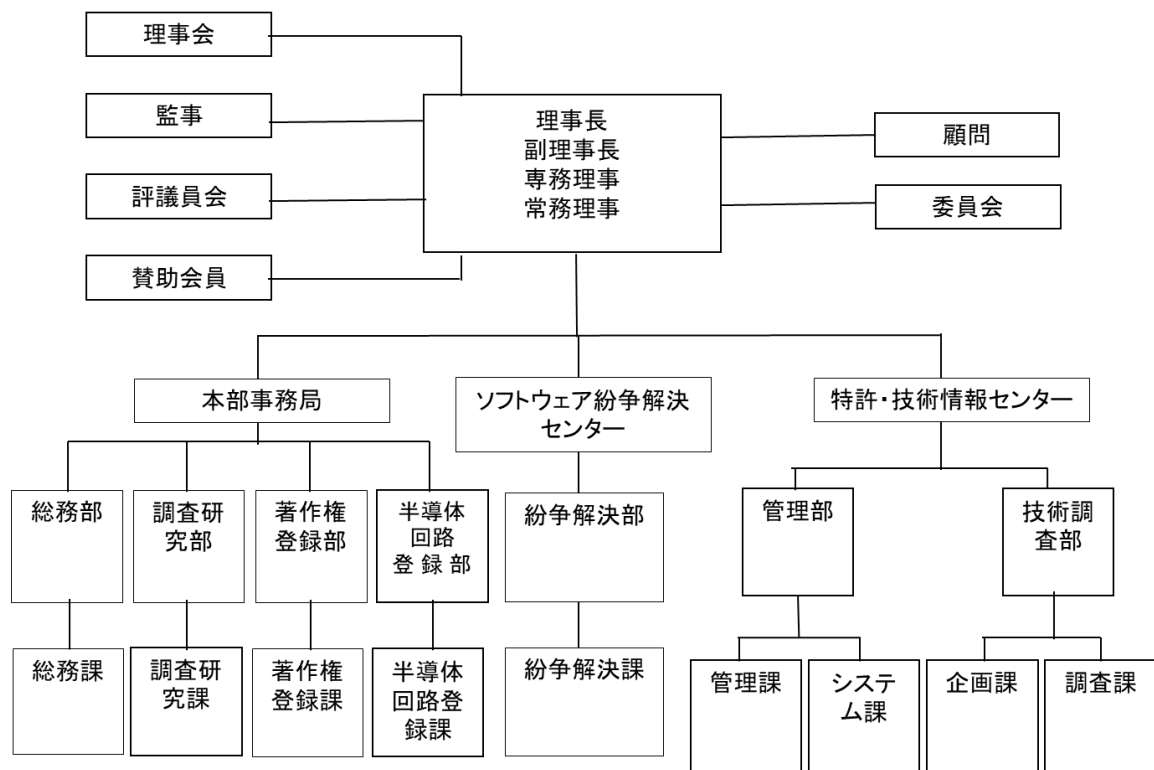 理事会
監事
評議員会
賛助会員
理事長
副理事長
専務理事
常務理事
顧問
委員会
本部事務局
ソフトウェア紛争解決
センター
特許・技術情報センター
総務部
調査研
究部
著作権
登録部
半導体
回路
登 録 部
紛争解決部
管理部
技術調
査部
総務課
調査研
究課
著作権
登録課
半導体
回路登
録課
紛争解決課
管理課
システ
ム課
企画課
調査課